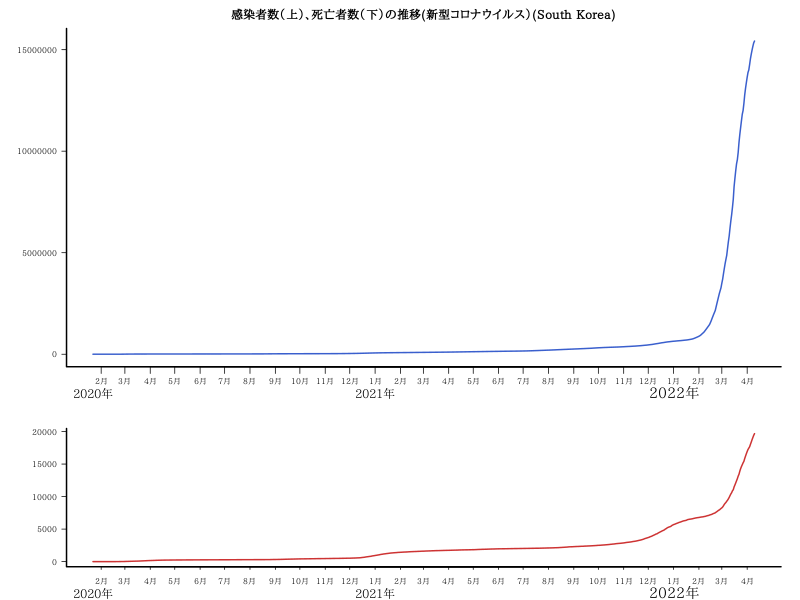 感染者数(上)、死亡者数(下)の推移(新型コロナウイルス)(South Korea)
15000000
10000000
5000000
0
2月 3月 4月 5月 6月 7月 8月 9月 10月 11月 12月 1月 2月 3月 4月 5月 6月 7月 8月 9月 10月 11月 12月 1月 2月 3月 4月
2020年 2021年 2022年
20000
15000
10000
5000
0
2月 3月 4月 5月 6月 7月 8月 9月 10月 11月 12月 1月 2月 3月 4月 5月 6月 7月 8月 9月 10月 11月 12月 1月 2月 3月 4月
2020年 2021年 2022年